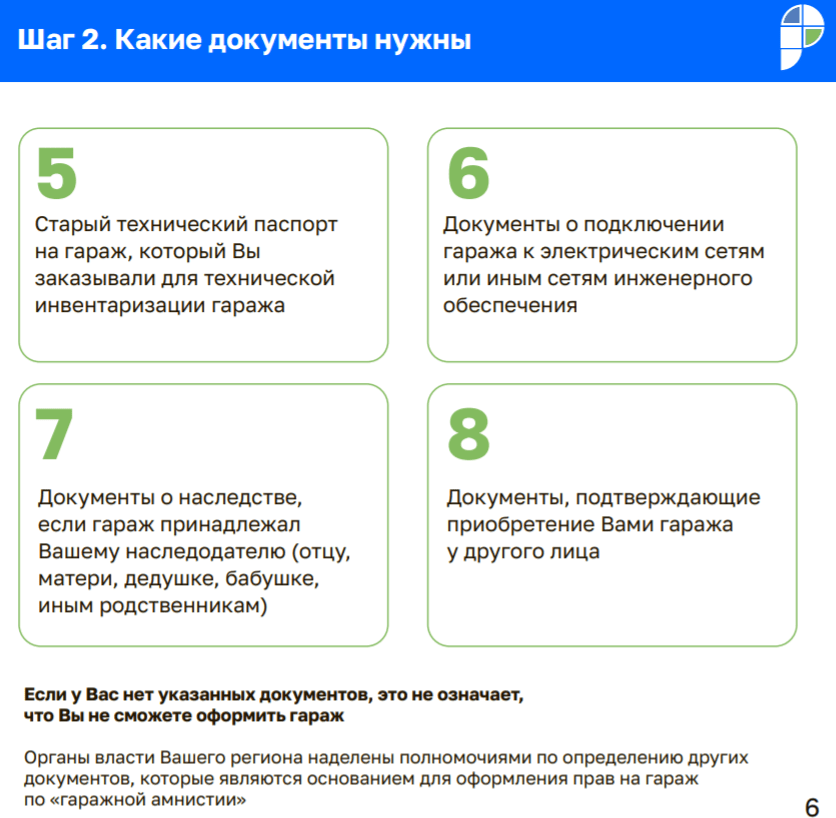 Шаг 2. Какие документы нужны
5
Старый технический паспорт
на гараж, который Вы
заказывали для технической
инвентаризации гаража
6
Документы о подключении
гаража к электрическим сетям
или иным сетям инженерного
обеспечения
7
Документы о наследстве,
если гараж принадлежал
Вашему наследодателю (отцу,
матери, дедушке, бабушке,
иным родственникам)
8
Документы, подтверждающие
приобретение Вами гаража
у другого лица
Если у Вас нет указанных документов, это не означает,
что Вы не сможете оформить гараж
Органы власти Вашего региона наделены полномочиями по определению других
документов, которые являются основанием для оформления прав на гараж
по «гаражной амнистии»
6